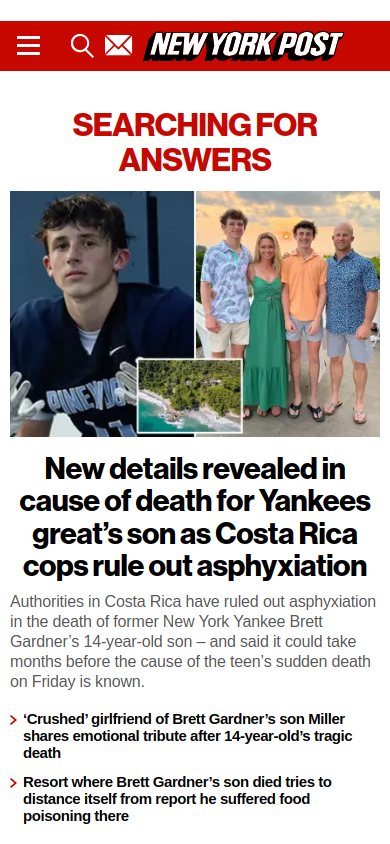 NEW YORK POST
SEARCHING FOR
ANSWERS
New details revealed in
cause of death for Yankees
great’s son as Costa Rica
cops rule out asphyxiation
Authorities in Costa Rica have ruled out asphyxiation
in the death of former New York Yankee Brett
Gardner’s 14-year-old son – and said it could take
months before the cause of the teen’s sudden death
on Friday is known.
‘Crushed’ girlfriend of Brett Gardner’s son Miller
shares emotional tribute after 14-year-old’s tragic
death
Resort where Brett Gardner’s son died tries to
distance itself from report he suffered food
poisoning there